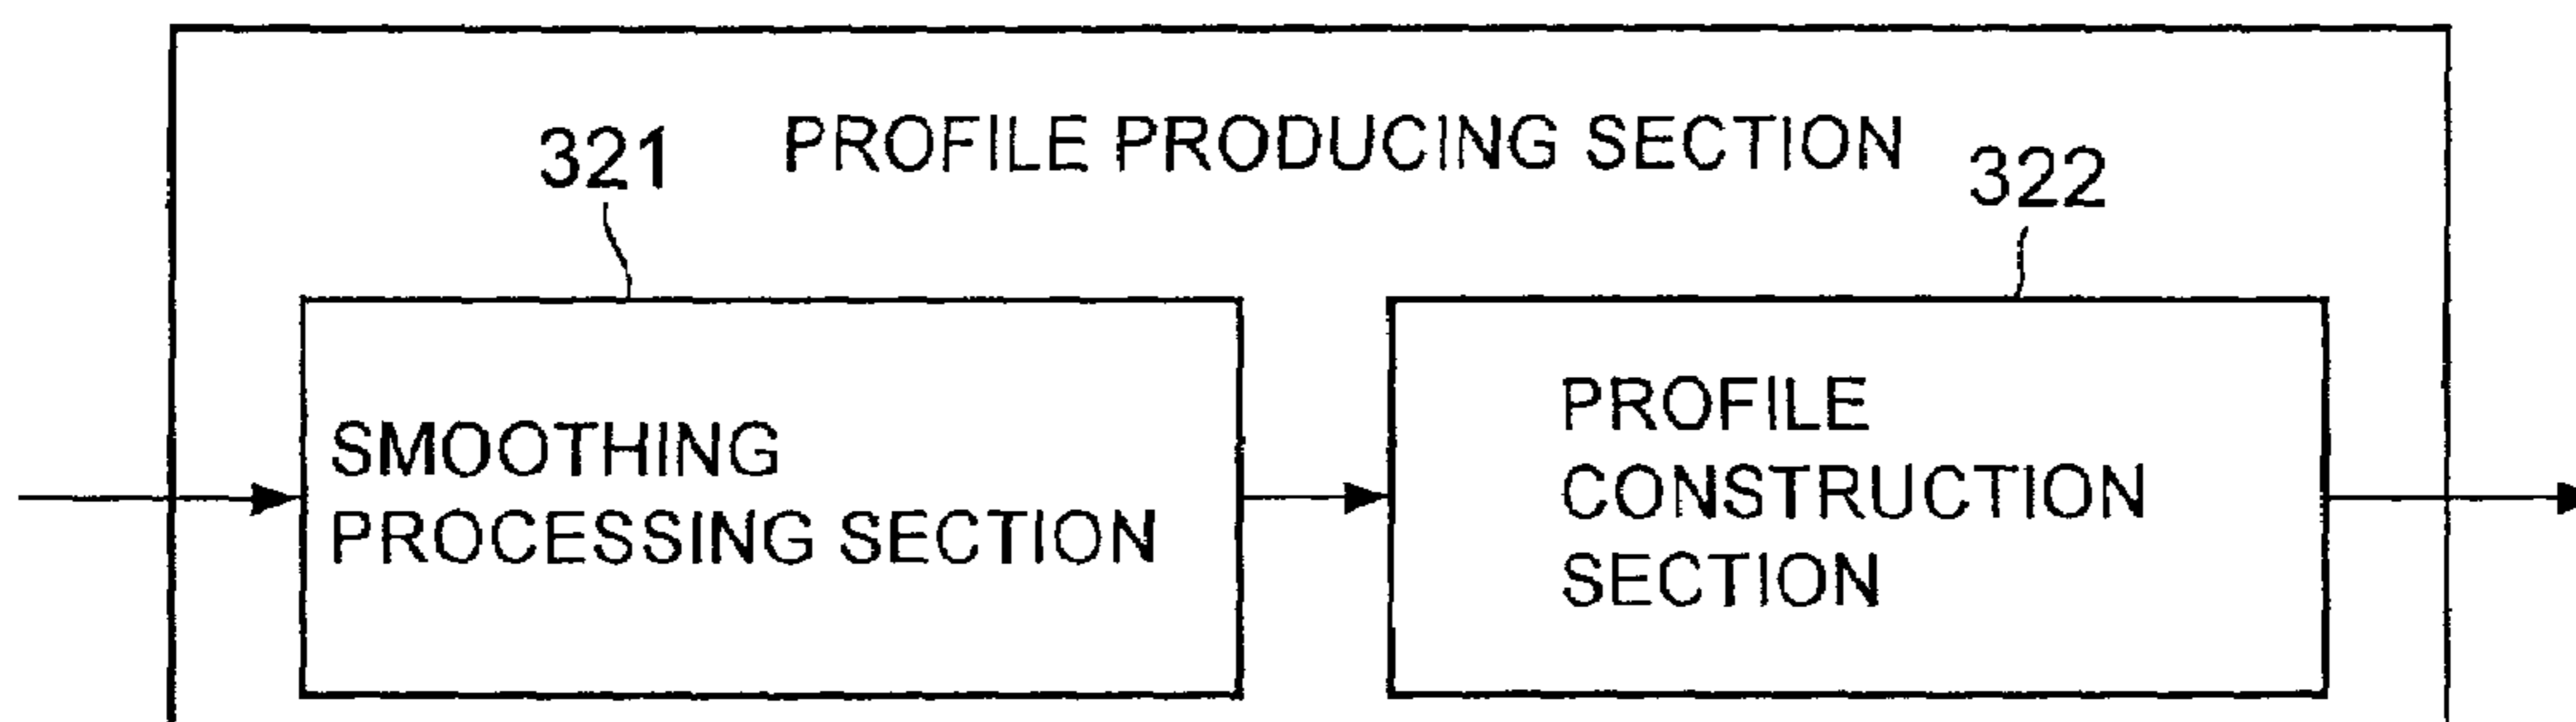 PROFILE PRODUCING SECTION
321
322
SMOOTHING
PROCESSING SECTION
PROFILE
CONSTRUCTION
SECTION